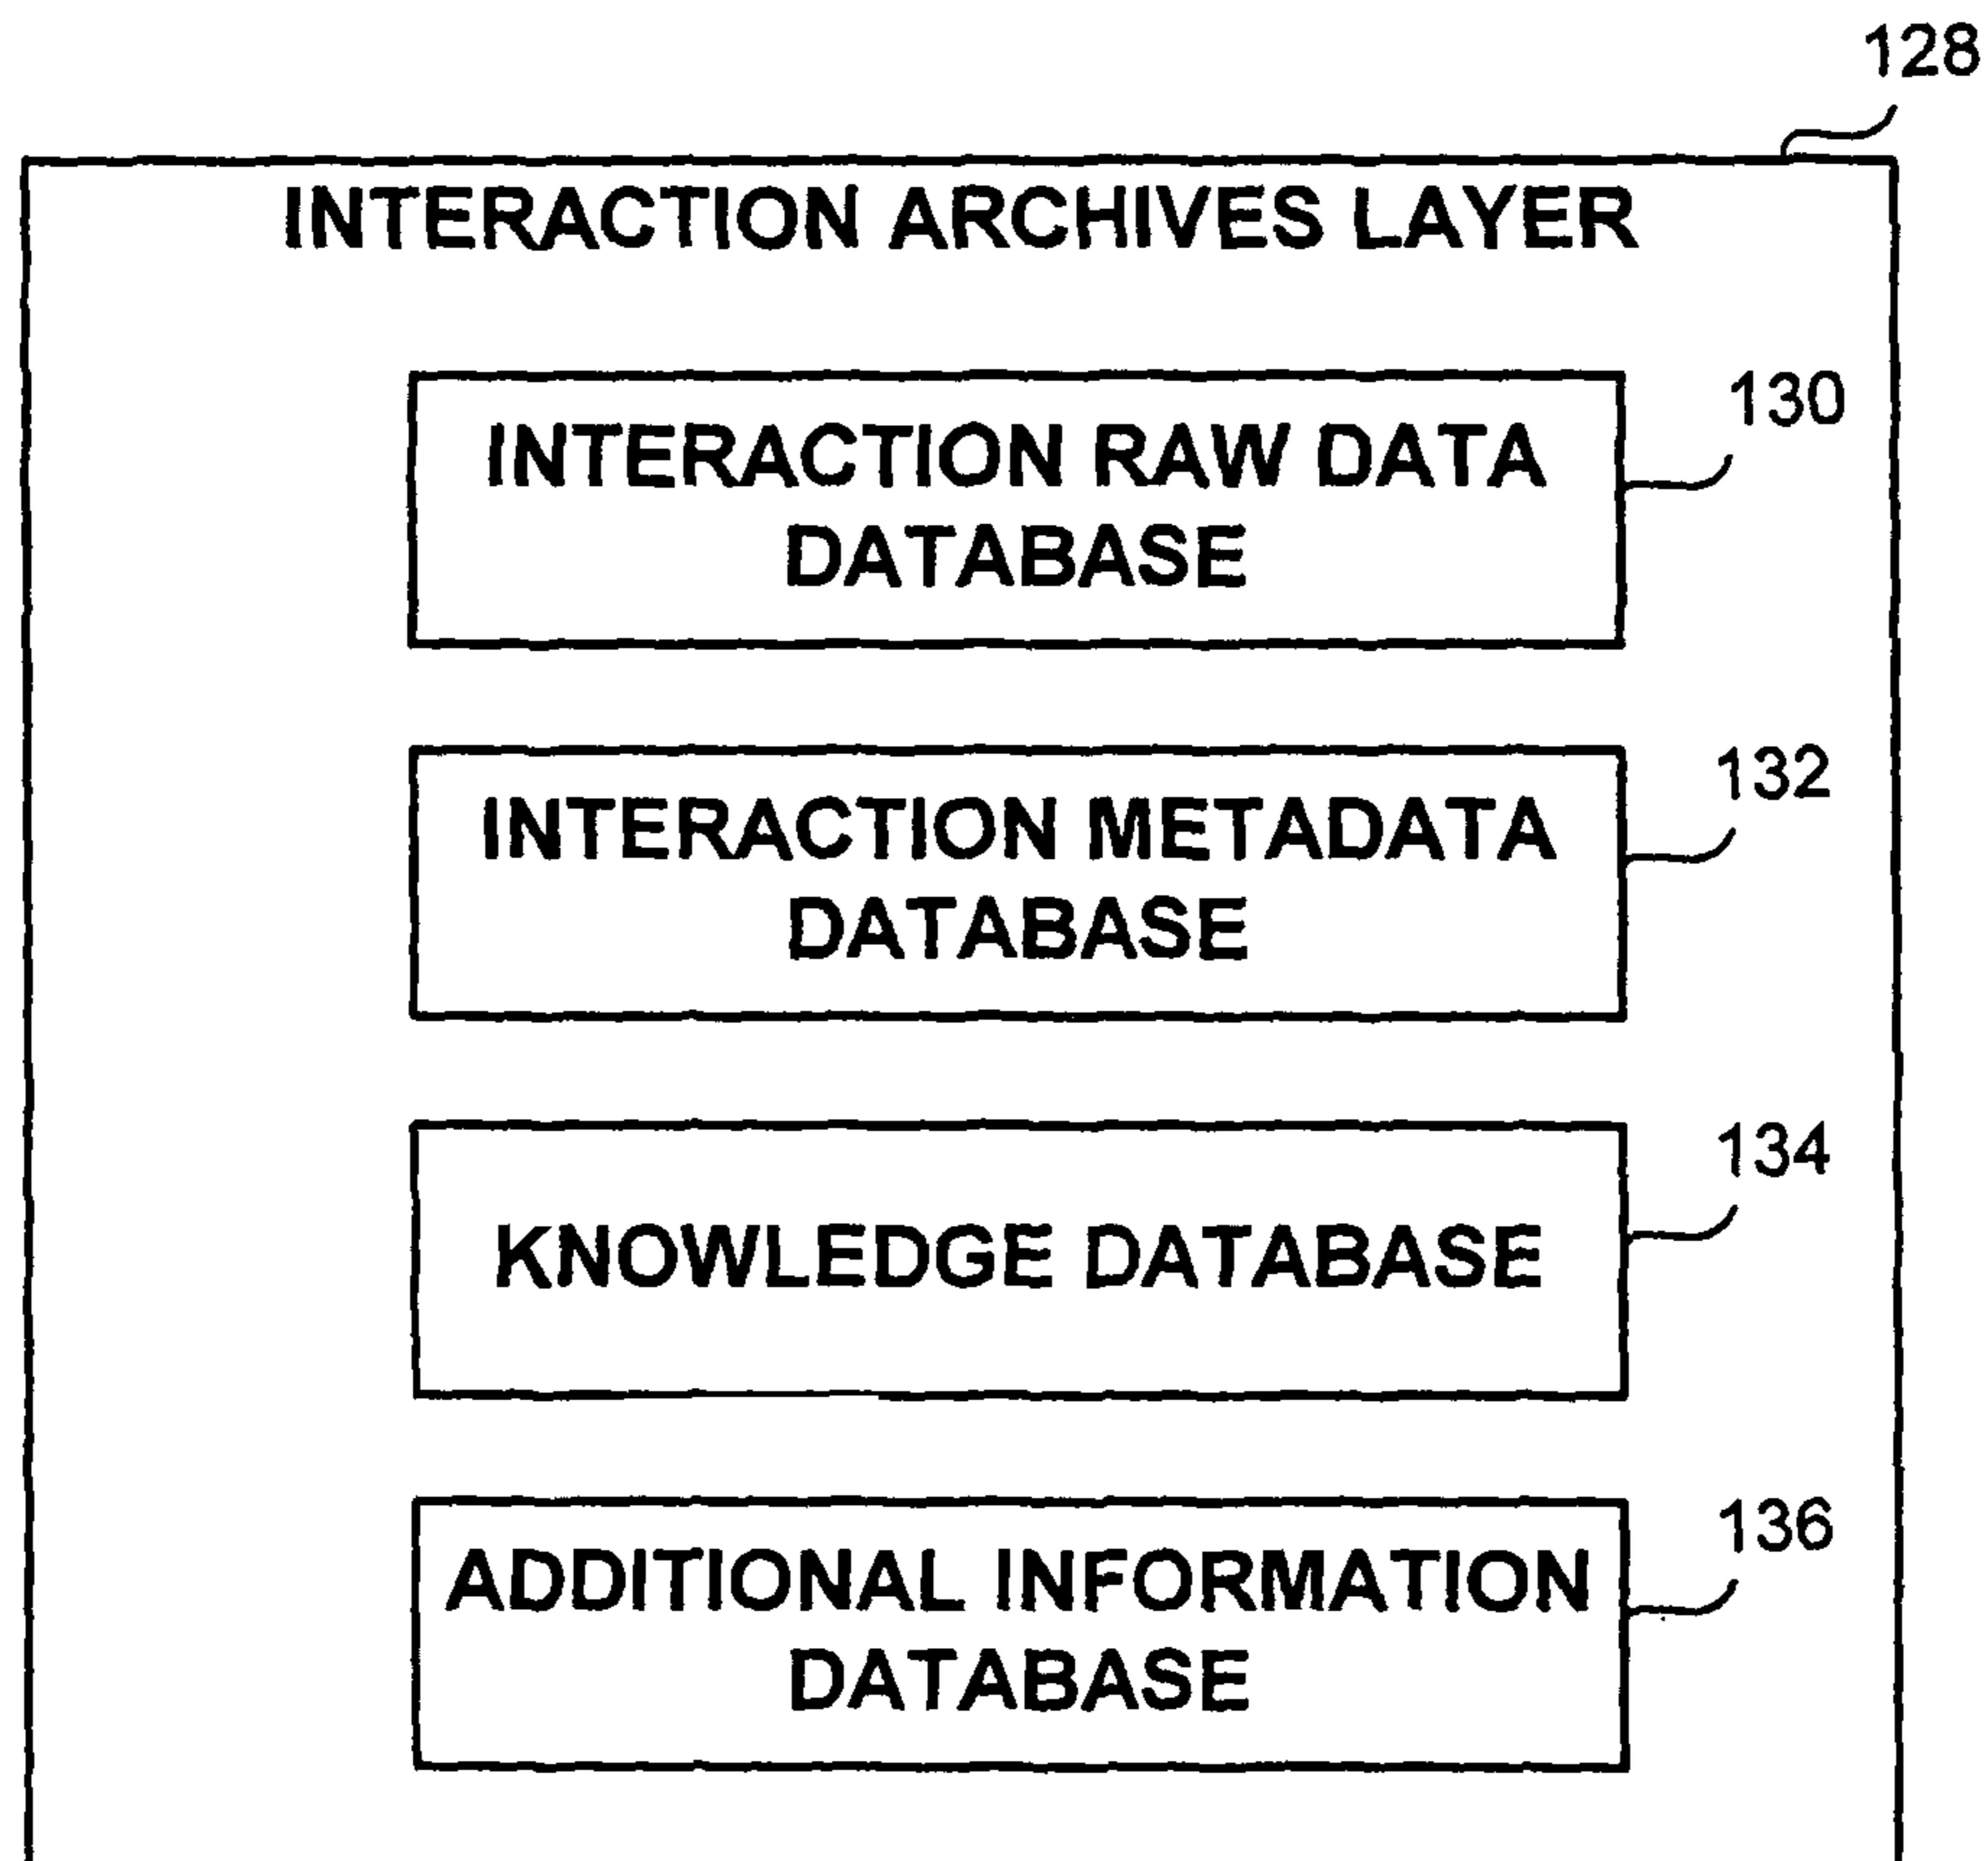 128
INTERACTION ARCHIVES LAYER
130
INTERACTION RAW DATA
DATABASE
132
INTERACTION METADATA
DATABASE
134
KNOWLEDGE DATABASE
136
ADDITIONAL INFORMATION
DATABASE